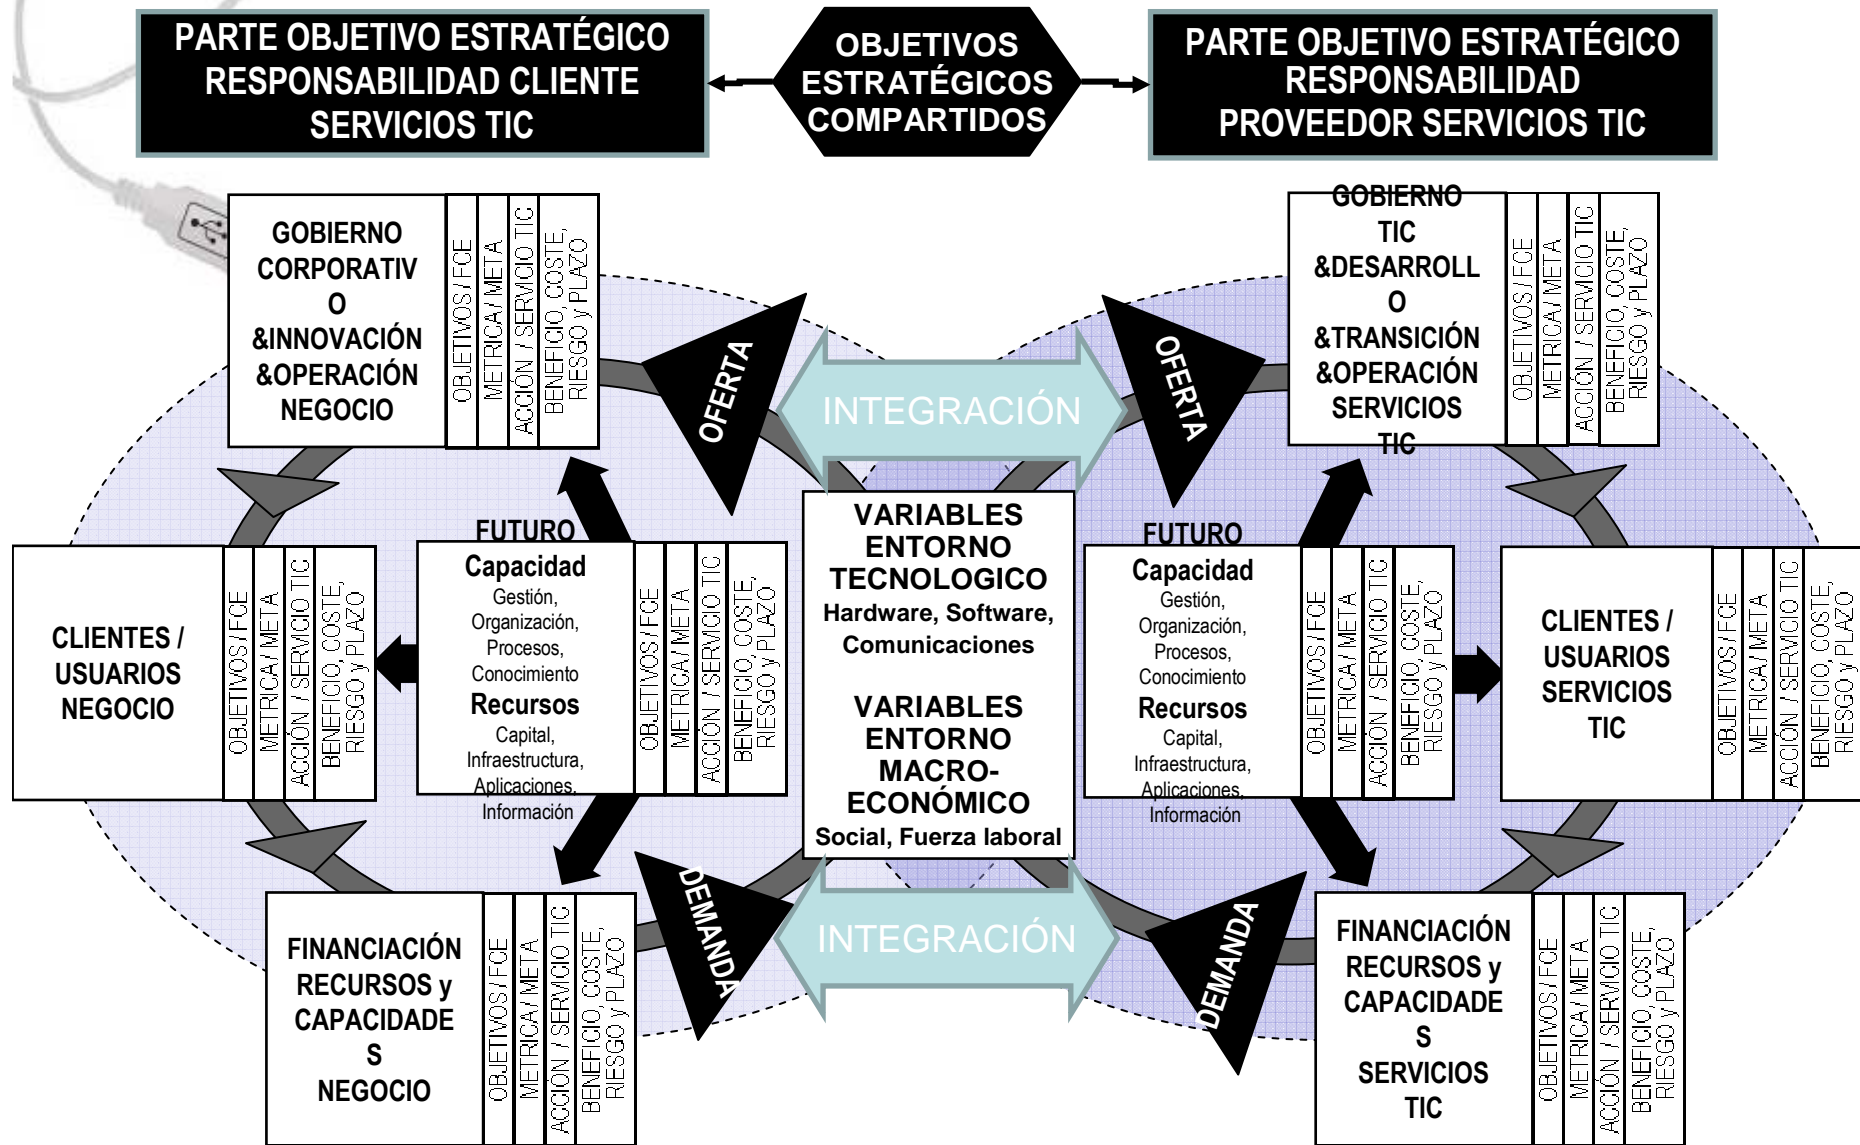 PARTE OBJETIVO ESTRATÉGICO
RESPONSABILIDAD CLIENTE
SERVICIOS TIC
OBJETIVOS
ESTRATÉGICOS
COMPARTIDOS
PARTE OBJETIVO ESTRATÉGICO
RESPONSABILIDAD
PROVEEDOR SERVICIOS TIC
GOBIERNO
CORPORATIV
O
&INNOVACIÓN
&OPERACIÓN
NEGOCIO
OBJETIVOS/FCE
METRICA/META
ACCIÓN / SERVICIO TIC
BENEFICIO, COSTE,
RIESGO y PLAZO
OFERTA
INTEGRACIÓN
OFERTA
GOBIERNO
TIC
&DESARROLL
O
&TRANSICIÓN
&OPERACIÓN
SERVICIOS
TIC
OBJETIVOS/FCE
METRICA/META
ACCIÓN / SERVICIO TIC
BENEFICIO, COSTE,
RIESGO y PLAZO
CLIENTES /
USUARIOS
NEGOCIO
OBJETIVOS/FCE
METRICA/META
ACCIÓN / SERVICIO TIC
BENEFICIO, COSTE,
RIESGO y PLAZO
FUTURO
Capacidad
Gestión,
Organización,
Procesos,
Conocimiento
Recursos
Capital,
Infraestructura,
Aplicaciones,
Información
OBJETIVOS/FCE
METRICA/META
ACCIÓN / SERVICIO TIC
BENEFICIO, COSTE,
RIESGO y PLAZO
VARIABLES
ENTORNO
TECNOLOGICO
Hardware, Software,
Comunicaciones
VARIABLES
ENTORNO
MACRO-
ECONÓMICO
Social, Fuerza laboral
FUTURO
Capacidad
Gestión,
Organización,
Procesos,
Conocimiento
Recursos
Capital,
Infraestructura,
Aplicaciones,
Información
OBJETIVOS/FCE
METRICA/META
ACCIÓN / SERVICIO TIC
BENEFICIO, COSTE,
RIESGO y PLAZO
CLIENTES /
USUARIOS
SERVICIOS
TIC
OBJETIVOS/FCE
METRICA/META
ACCIÓN / SERVICIO TIC
BENEFICIO, COSTE,
RIESGO y PLAZO
FINANCIACIÓN
RECURSOS y
CAPACIDADE
S
NEGOCIO
OBJETIVOS/FCE
METRICA/META
ACCIÓN / SERVICIO TIC
BENEFICIO, COSTE,
RIESGO y PLAZO
DEMANDA
INTEGRACIÓN
DEMANDA
FINANCIACIÓN
RECURSOS y
CAPACIDADE
S
SERVICIOS
TIC
OBJETIVOS/FCE
METRICA/META
ACCIÓN / SERVICIO TIC
BENEFICIO, COSTE,
RIESGO y PLAZO